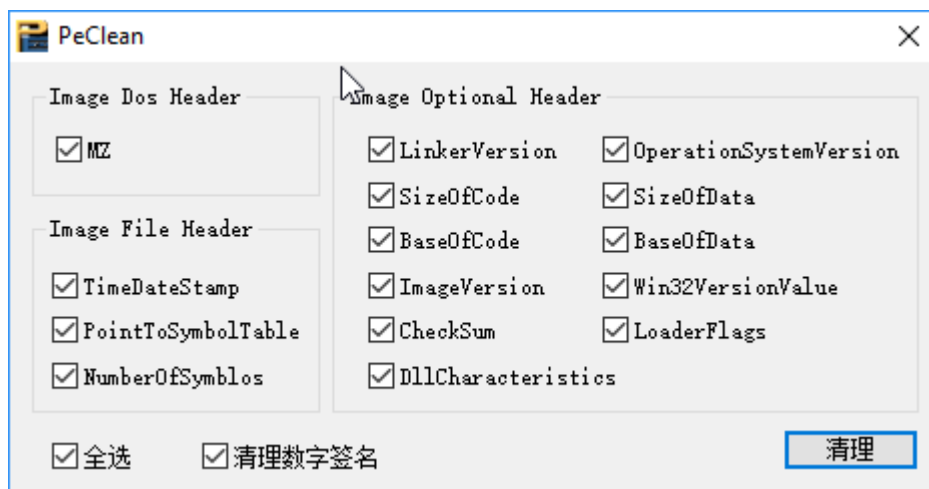 PeClean
Image Dos Header
MZ
Image File Header
TimeDateStamp
PointToSymbolTable
NumberOfSymblos
Image Optional Header
LinkerVersion OperationSystemVersion
SizeOfCode SizeOfData
BaseOfCode BaseOfData
ImageVersion Win32VersionValue
CheckSum LoaderFlags
DllCharacteristics
全选 清理数字签名 清理